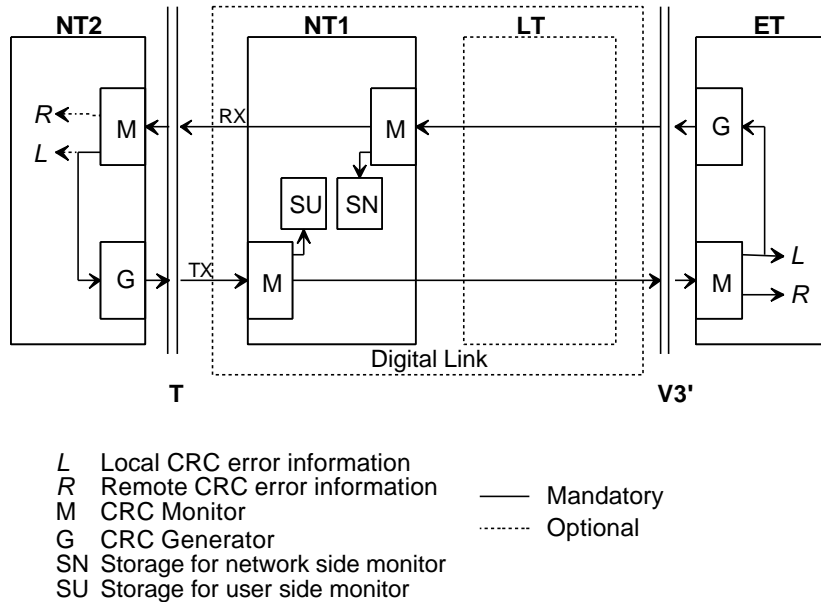 NT2 NT1 LT ET
R M RX M G
L
SU SN
G TX M M L
R
Digital Link
T V3'
L Local CRC error information
R Remote CRC error information
M CRC Monitor
G CRC Generator
SN Storage for network side monitor
SU Storage for user side monitor
Mandatory
Optional